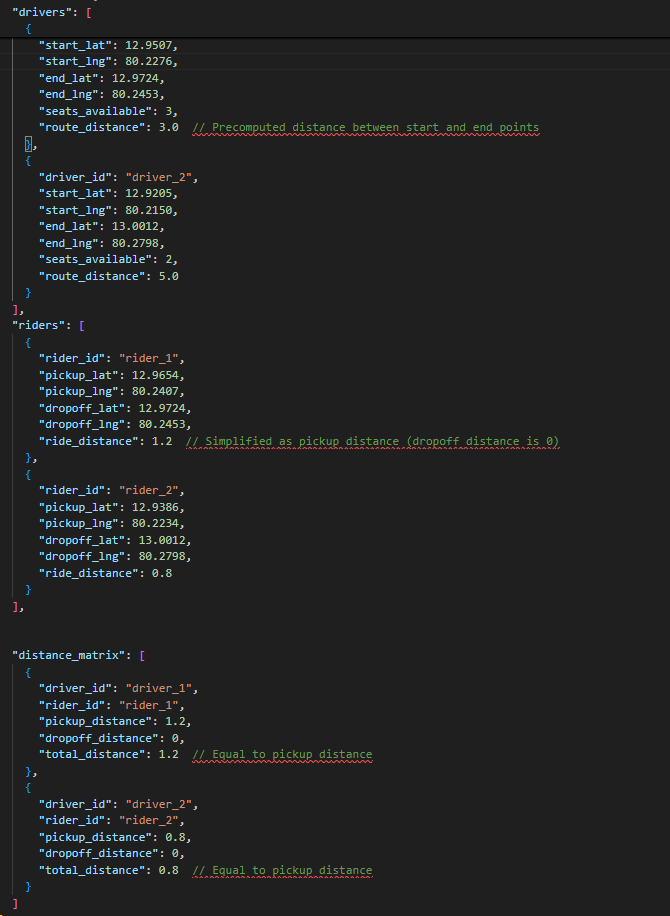 "drivers": [
{
"start_lat": 12.9507,
"start_lng": 80.2276,
"end_lat": 12.9724,
"end_lng": 80.2453,
"seats_available": 3,
"route_distance": 3.0  // Precomputed distance between start and end points
},
{
"driver_id": "driver_2",
"start_lat": 12.9205,
"start_lng": 80.2150,
"end_lat": 13.0012,
"end_lng": 80.2798,
"seats_available": 2,
"route_distance": 5.0
}
],
"riders": [
{
"rider_id": "rider_1",
"pickup_lat": 12.9654,
"pickup_lng": 80.2407,
"dropoff_lat": 12.9724,
"dropoff_lng": 80.2453,
"ride_distance": 1.2  // Simplified as pickup distance (dropoff distance is 0)
},
{
"rider_id": "rider_2",
"pickup_lat": 12.9386,
"pickup_lng": 80.2234,
"dropoff_lat": 13.0012,
"dropoff_lng": 80.2798,
"ride_distance": 0.8
}
],
"distance_matrix": [
{
"driver_id": "driver_1",
"rider_id": "rider_1",
"pickup_distance": 1.2,
"dropoff_distance": 0,
"total_distance": 1.2  // Equal to pickup distance
},
{
"driver_id": "driver_2",
"rider_id": "rider_2",
"pickup_distance": 0.8,
"dropoff_distance": 0,
"total_distance": 0.8  // Equal to pickup distance
}
]